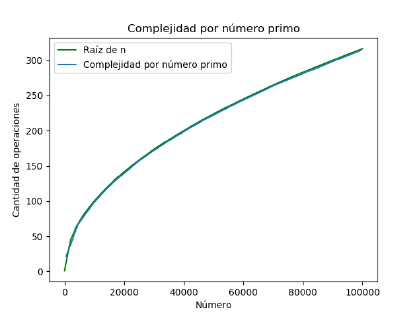 Complejidad por número primo
Raíz de n
Complejidad por número primo
Cantidad de operaciones
300
250
200
150
100
50
0
0 20000 40000 60000 80000 100000
Número